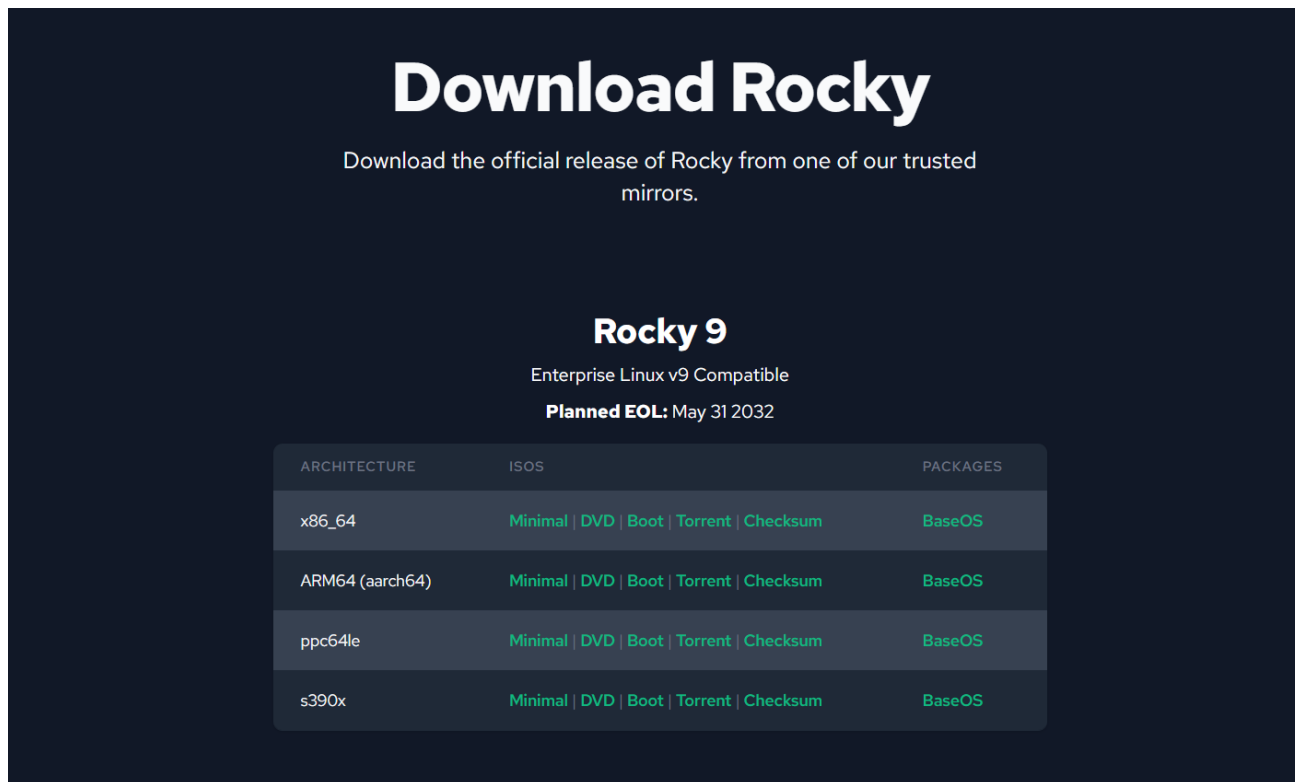 Download Rocky
Download the official release of Rocky from one of our trusted
mirrors.
Rocky 9
Enterprise Linux v9 Compatible
Planned EOL: May 31 2032
ARCHITECTURE ISOS PACKAGES
x86_64 Minimal | DVD | Boot | Torrent | Checksum BaseOS
ARM64 (aarch64) Minimal | DVD | Boot | Torrent | Checksum BaseOS
ppc64le Minimal | DVD | Boot | Torrent | Checksum BaseOS
s390x Minimal | DVD | Boot | Torrent | Checksum BaseOS